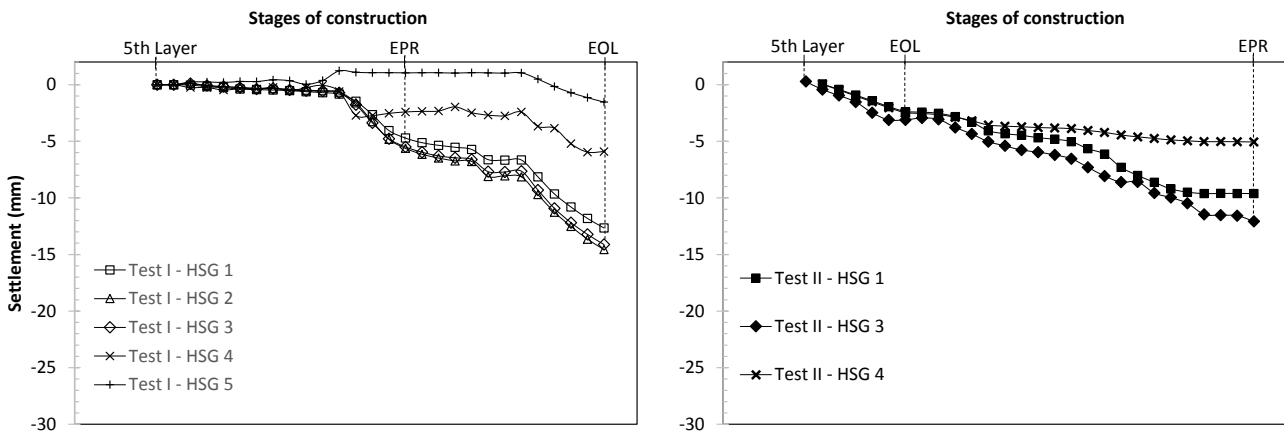 Stages of construction
5th Layer EPR EOL
0
-5
-10
-15
-20
-25
-30
Settlement (mm)
Test I - HSG 1
Test I - HSG 2
Test I - HSG 3
Test I - HSG 4
Test I - HSG 5
Stages of construction
5th Layer EOL EPR
0
-5
-10
-15
-20
-25
-30
Test II - HSG 1
Test II - HSG 3
Test II - HSG 4